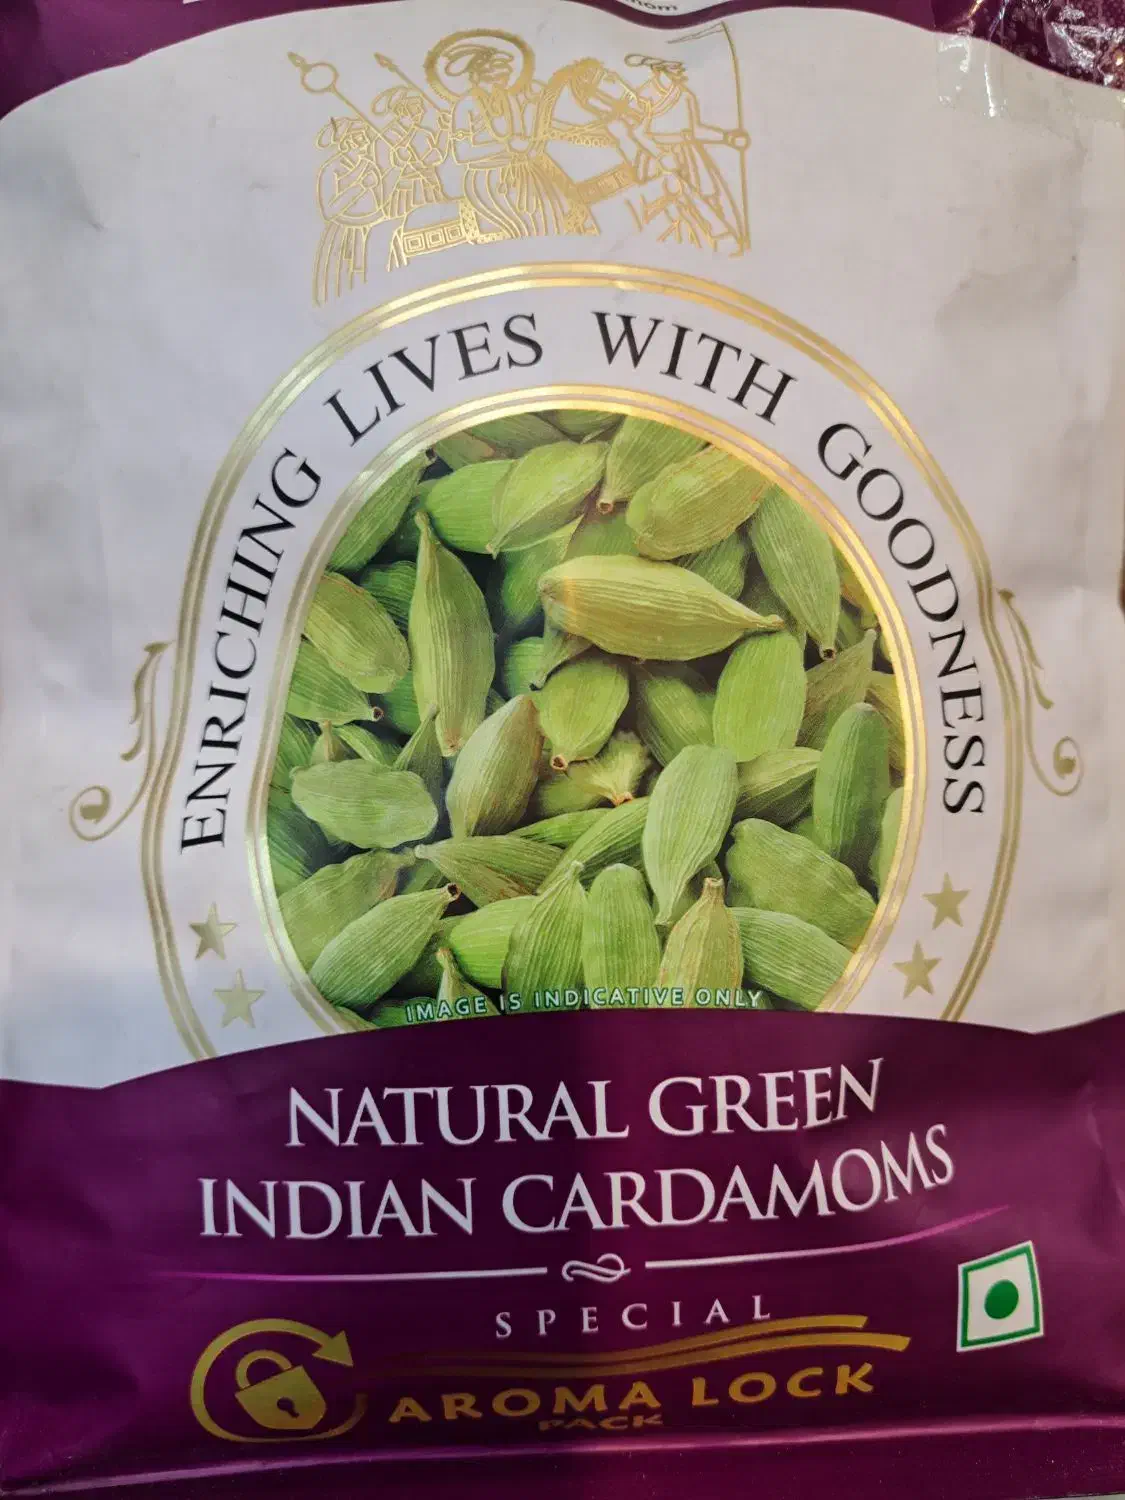 ENRICHING LIVES WITH GOODNESS
IMAGE IS INDICATIVE ONLY
NATURAL GREEN
INDIAN CARDAMOMS
SPECIAL
AROMA LOCK
PACK